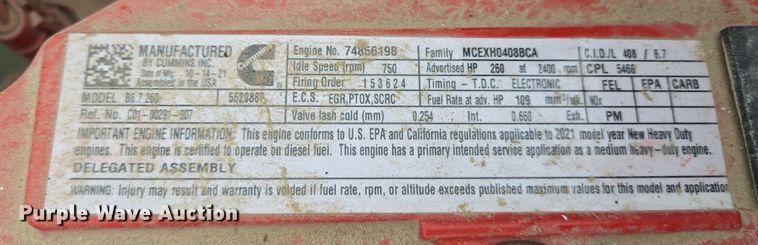 MANUFACTURED
BY CUMMINS INC.
Date of Mfg. 10-14-21
Assembled in the USA
Cummins
MODEL B6.7 260 5629867
Ref. No. C01-00291-007
Engine No. 74856198
Idle Speed (rpm) 750
Firing Order 153624
E.C.S. EGR,PTOX,SCRC
Valve lash cold (mm) 0.254 Int. 0.660 Exh.
Family MCEXH0408BCA
Advertised HP 260 at 2400 rpm
Timing - T.D.C. ELECTRONIC
Fuel Rate at adv. HP 109 mm³/stk.
C.I.D./L 408 / 6.7
CPL 5466
FEL EPA CARB
NOx
PM
IMPORTANT ENGINE INFORMATION: This engine conforms to U.S. EPA and California regulations applicable to 2021 model year New Heavy Duty
engines. This engine is certified to operate on diesel fuel. This engine has a primary intended service application as a medium heavy-duty engine.
DELEGATED ASSEMBLY
WARNING: Injury may result and warranty is voided if fuel rate, rpm, or altitude exceeds published maximum values for this model and application
Purple Wave Auction